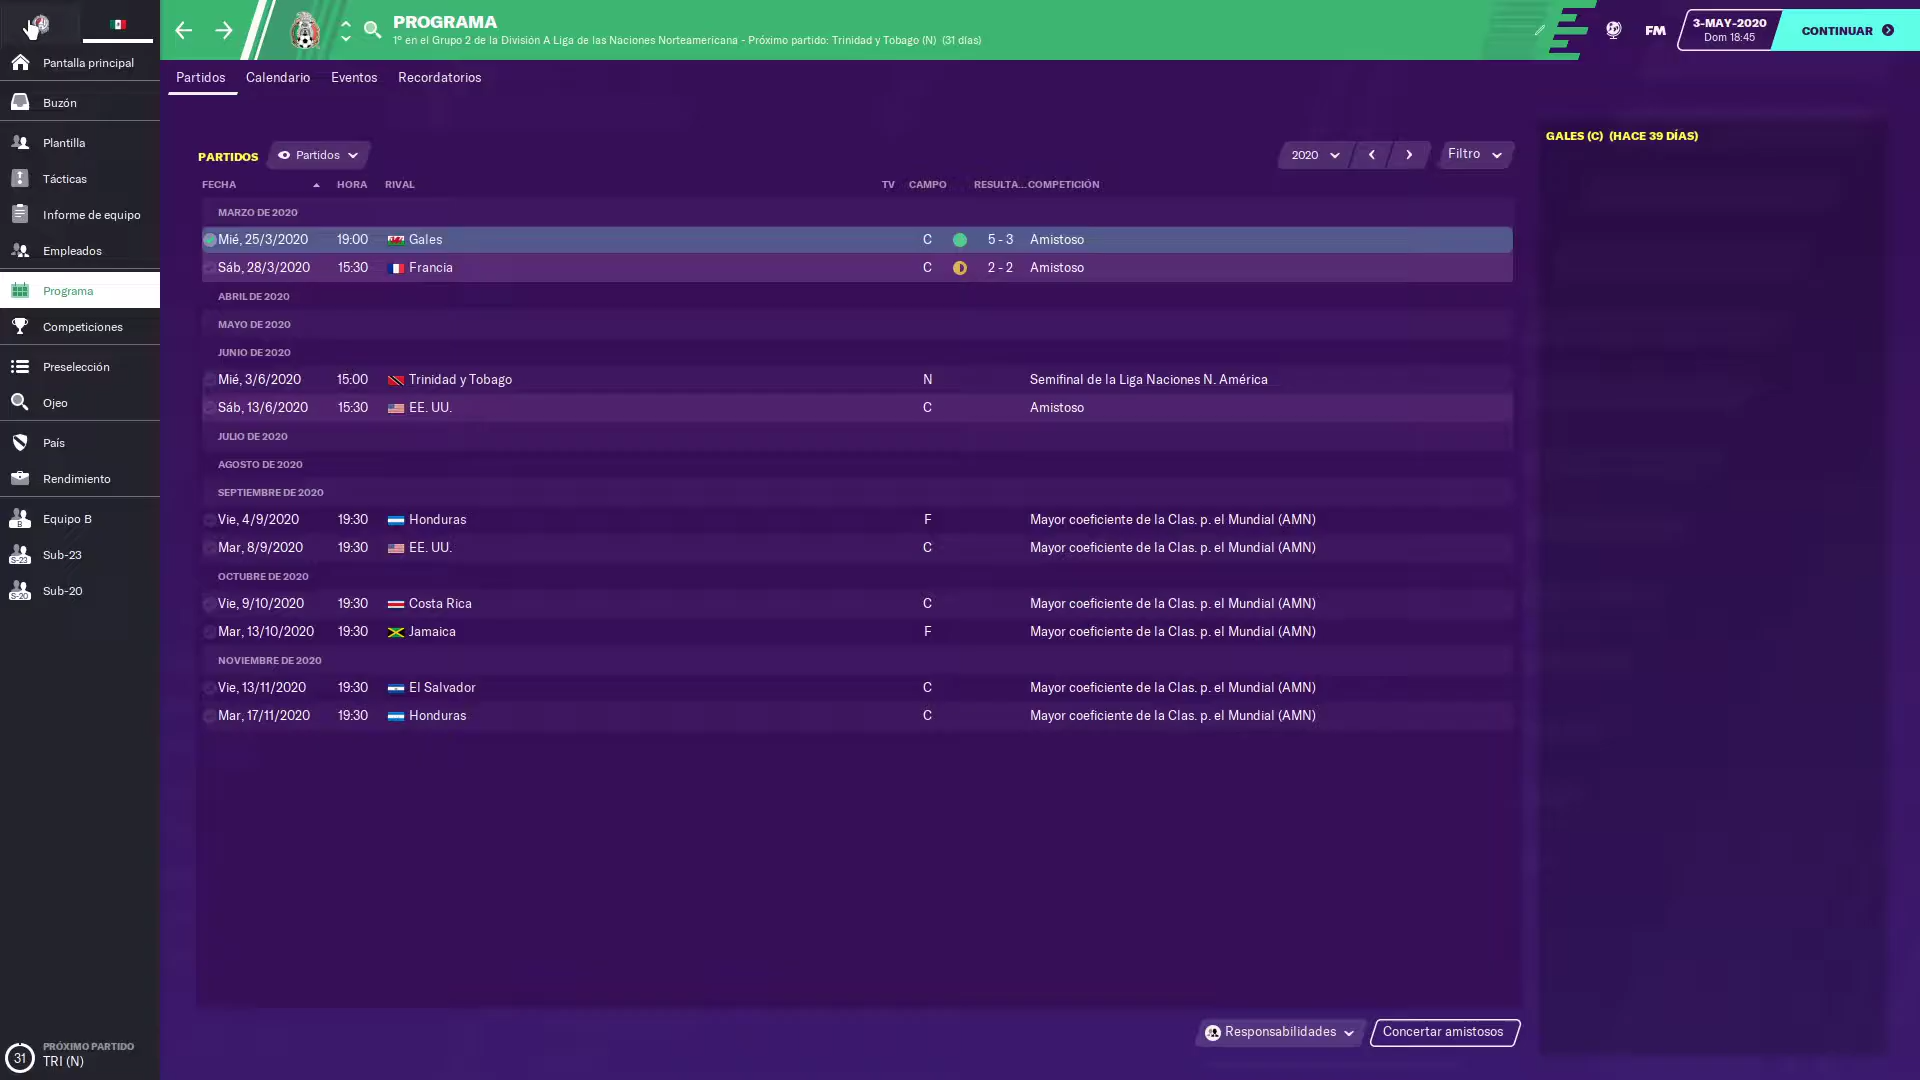 PROGRAMA
1º en el Grupo 2 de la División A Liga de las Naciones Norteamericana - Próximo partido: Trinidad y Tobago (N) (31 días)
FM
3-MAY-2020
Dom 18:45
CONTINUAR
Pantalla principal
Buzón
Plantilla
Tácticas
Informe de equipo
Empleados
Programa
Competiciones
Preselección
Ojeo
País
Rendimiento
B
Equipo B
S-23
Sub-23
S-20
Sub-20
31
PRÓXIMO PARTIDO
TRI (N)
Partidos Calendario Eventos Recordatorios
PARTIDOS Partidos 2020 Filtro
FECHA HORA RIVAL TV CAMPO RESULTA... COMPETICIÓN
MARZO DE 2020
Mié, 25/3/2020 19:00 Gales C 5 - 3 Amistoso
Sáb, 28/3/2020 15:30 Francia C 2 - 2 Amistoso
ABRIL DE 2020
MAYO DE 2020
JUNIO DE 2020
Mié, 3/6/2020 15:00 Trinidad y Tobago N Semifinal de la Liga Naciones N. América
Sáb, 13/6/2020 15:30 EE. UU. C Amistoso
JULIO DE 2020
AGOSTO DE 2020
SEPTIEMBRE DE 2020
Vie, 4/9/2020 19:30 Honduras F Mayor coeficiente de la Clas. p. el Mundial (AMN)
Mar, 8/9/2020 19:30 EE. UU. C Mayor coeficiente de la Clas. p. el Mundial (AMN)
OCTUBRE DE 2020
Vie, 9/10/2020 19:30 Costa Rica C Mayor coeficiente de la Clas. p. el Mundial (AMN)
Mar, 13/10/2020 19:30 Jamaica F Mayor coeficiente de la Clas. p. el Mundial (AMN)
NOVIEMBRE DE 2020
Vie, 13/11/2020 19:30 El Salvador C Mayor coeficiente de la Clas. p. el Mundial (AMN)
Mar, 17/11/2020 19:30 Honduras C Mayor coeficiente de la Clas. p. el Mundial (AMN)
Responsabilidades Concertar amistosos
GALES (C) (HACE 39 DÍAS)